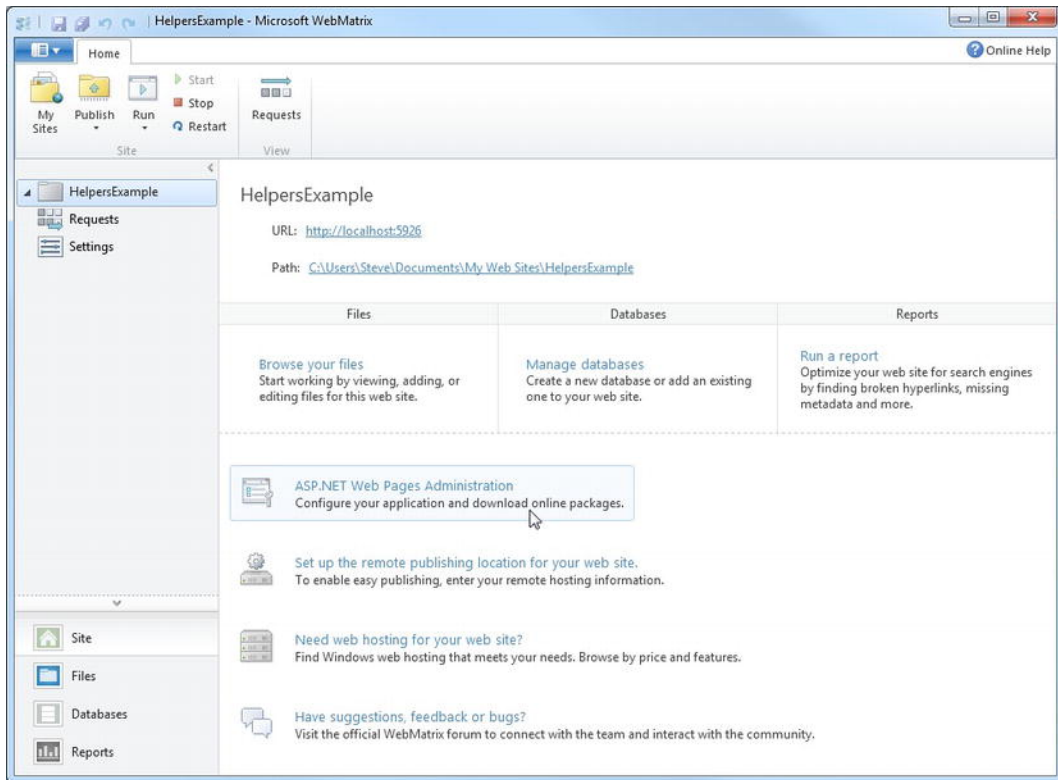 HelpersExample - Microsoft WebMatrix
Home
Online Help
My Sites
Publish
Run
Start
Stop
Restart
Requests
Site
View
HelpersExample
Requests
Settings
HelpersExample
URL: http://localhost:5926
Path: C:\Users\Steve\Documents\My Web Sites\HelpersExample
Files
Databases
Reports
Browse your files
Start working by viewing, adding, or
editing files for this web site.
Manage databases
Create a new database or add an existing
one to your web site.
Run a report
Optimize your web site for search engines
by finding broken hyperlinks, missing
metadata and more.
ASP.NET Web Pages Administration
Configure your application and download online packages.
Set up the remote publishing location for your web site.
To enable easy publishing, enter your remote hosting information.
Need web hosting for your web site?
Find Windows web hosting that meets your needs. Browse by price and features.
Have suggestions, feedback or bugs?
Visit the official WebMatrix forum to connect with the team and interact with the community.
Site
Files
Databases
Reports